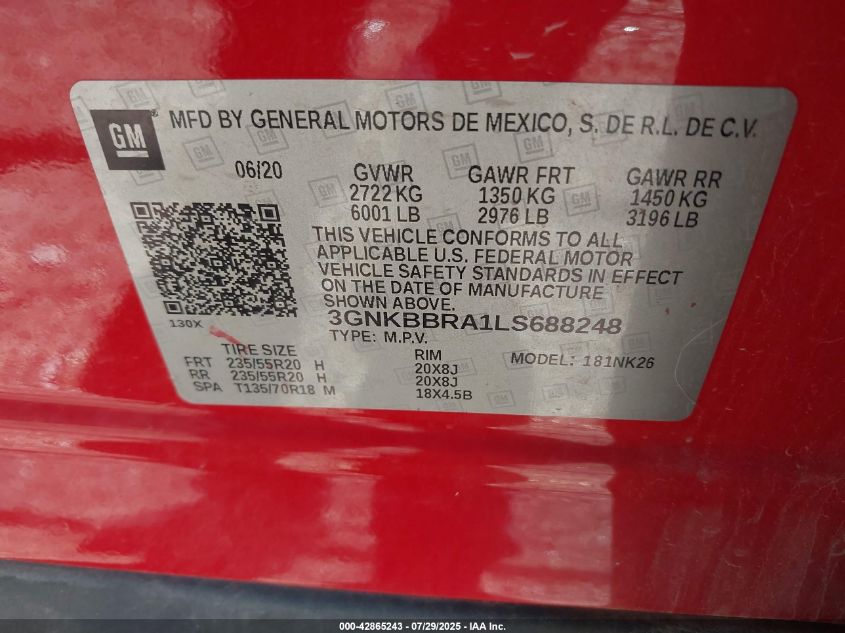 GM
MFD BY GENERAL MOTORS DE MEXICO, S. DE R.L. DE C.V.
06/20 GVWR GAWR FRT GAWR RR
2722 KG 1350 KG 1450 KG
6001 LB 2976 LB 3196 LB
THIS VEHICLE CONFORMS TO ALL
APPLICABLE U.S. FEDERAL MOTOR
VEHICLE SAFETY STANDARDS IN EFFECT
ON THE DATE OF MANUFACTURE
SHOWN ABOVE.
130X 3GNKBBRA1LS688248
TYPE: M.P.V.
TIRE SIZE RIM MODEL: 181NK26
FRT 235/55R20 H 20X8J
RR 235/55R20 H 20X8J
SPA T135/70R18 M 18X4.5B
000-42865243 - 07/29/2025 - IAA Inc.